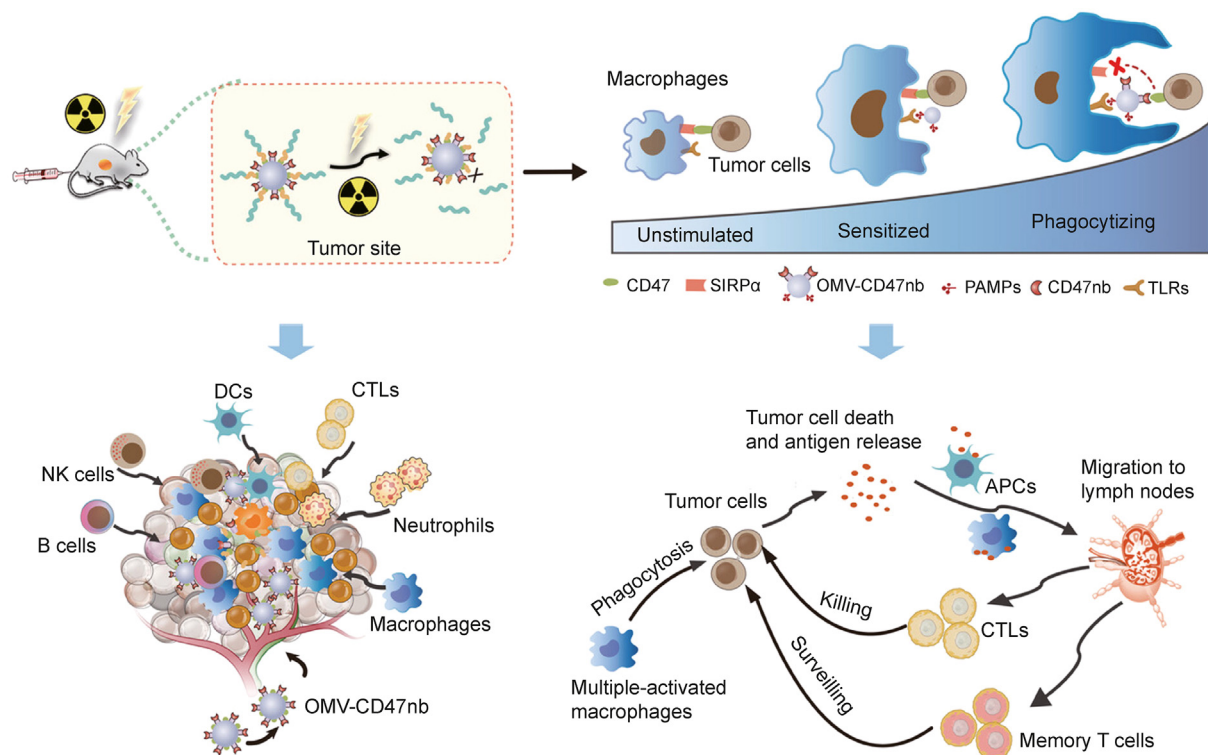 Tumor site
Macrophages
Tumor cells
Unstimulated
Sensitized
Phagocytizing
CD47
SIRPα
OMV-CD47nb
PAMPs
CD47nb
TLRs
DCs
CTLs
NK cells
B cells
Neutrophils
Macrophages
OMV-CD47nb
Tumor cell death
and antigen release
APCs
Migration to
lymph nodes
Tumor cells
Phagocytosis
Killing
CTLs
Surveilling
Multiple-activated
macrophages
Memory T cells